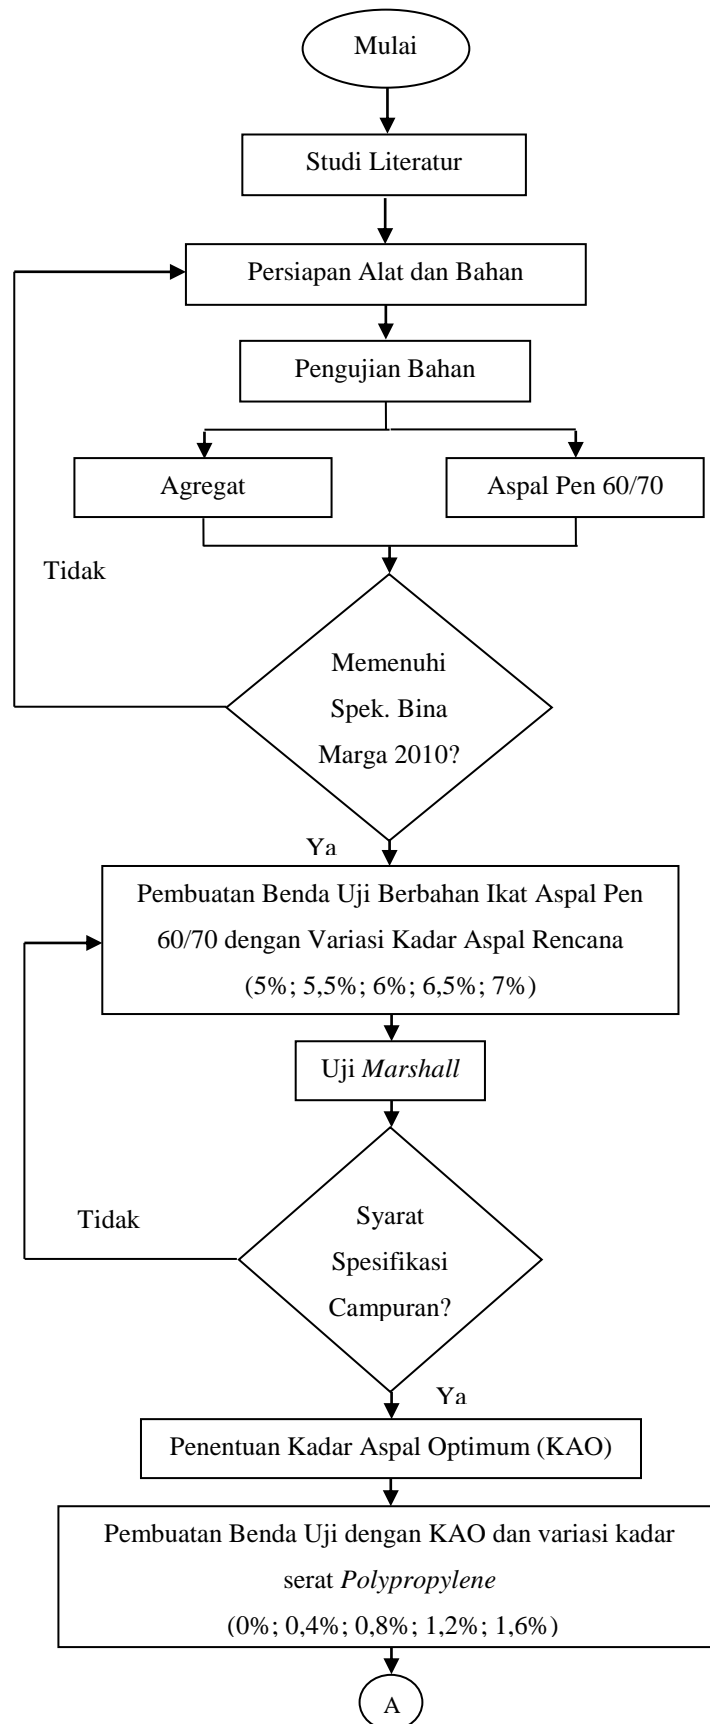 Mulai
Studi Literatur
Persiapan Alat dan Bahan
Pengujian Bahan
Agregat
Aspal Pen 60/70
Tidak
Memenuhi
Spek. Bina
Marga 2010?
Ya
Pembuatan Benda Uji Berbahan Ikat Aspal Pen
60/70 dengan Variasi Kadar Aspal Rencana
(5%; 5,5%; 6%; 6,5%; 7%)
Uji Marshall
Tidak
Syarat
Spesifikasi
Campuran?
Ya
Penentuan Kadar Aspal Optimum (KAO)
Pembuatan Benda Uji dengan KAO dan variasi kadar
serat Polypropylene
(0%; 0,4%; 0,8%; 1,2%; 1,6%)
A